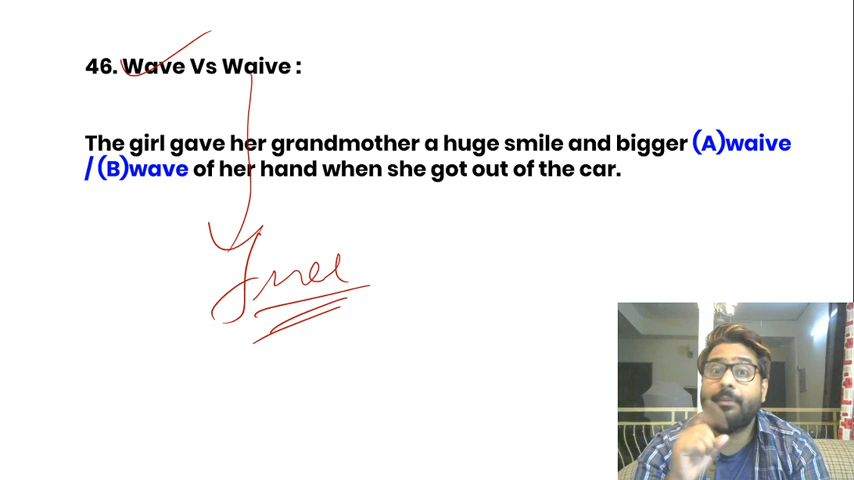 46. Wave Vs Waive :
The girl gave her grandmother a huge smile and bigger (A)waive
/ (B)wave of her hand when she got out of the car.
free